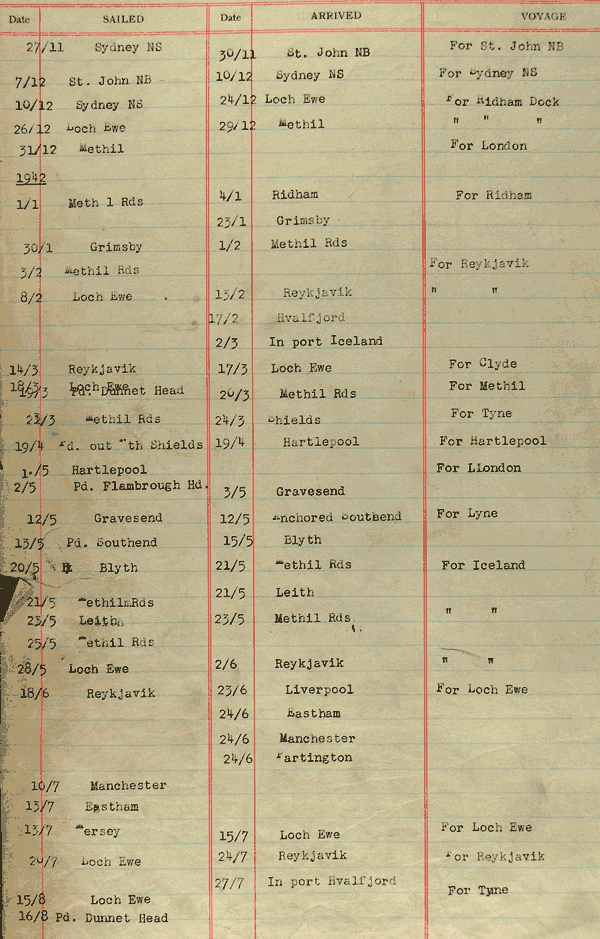 Date SAILED Date ARRIVED VOYAGE
27/11 Sydney NS 30/11 St. John NB For St. John NB
7/12 St. John NB 10/12 Sydney NS For Sydney NS
10/12 Sydney NS 24/12 Loch Ewe For Ridham Dock
26/12 Loch Ewe 29/12 Methil " " "
31/12 Methil For London
1942
1/1 Meth l Rds 4/1 Ridham For Ridham
23/1 Grimsby
30/1 Grimsby 1/2 Methil Rds
3/2 Methil Rds For Reykjavik
8/2 Loch Ewe . 13/2 Reykjavik " "
17/2 Hvalfjord
2/3 In port Iceland
14/3 Reykjavik 17/3 Loch Ewe For Clyde
18/3 Loch Ewe
19/3 Pd. Dunnet Head 20/3 Methil Rds For Methil
23/3 Methil Rds 24/3 Shields For Tyne
19/4 Pd. out Nth Shields 19/4 Hartlepool For Hartlepool
/5 Hartlepool For LLondon
2/5 Pd. Flambrough Hd. 3/5 Gravesend
12/5 Gravesend 12/5 Anchored Southend For Lyne
13/5 Pd. Southend 15/5 Blyth
20/5 Blyth 21/5 Methil Rds For Iceland
21/5 Leith
21/5 MethilmRds " "
23/5 Leith 23/5 Methil Rds.
25/5 Methil Rds
28/5 Loch Ewe 2/6 Reykjavik " "
18/6 Reykjavik 23/6 Liverpool For Loch Ewe
24/6 Eastham
24/6 Manchester
24/6 Partington
10/7 Manchester
13/7 Eastham
13/7 Mersey 15/7 Loch Ewe For Loch Ewe
20/7 Loch Ewe 24/7 Reykjavik For Reykjavik
27/7 In port Hvalfjord For Tyne
15/8 Loch Ewe
16/8 Pd. Dunnet Head